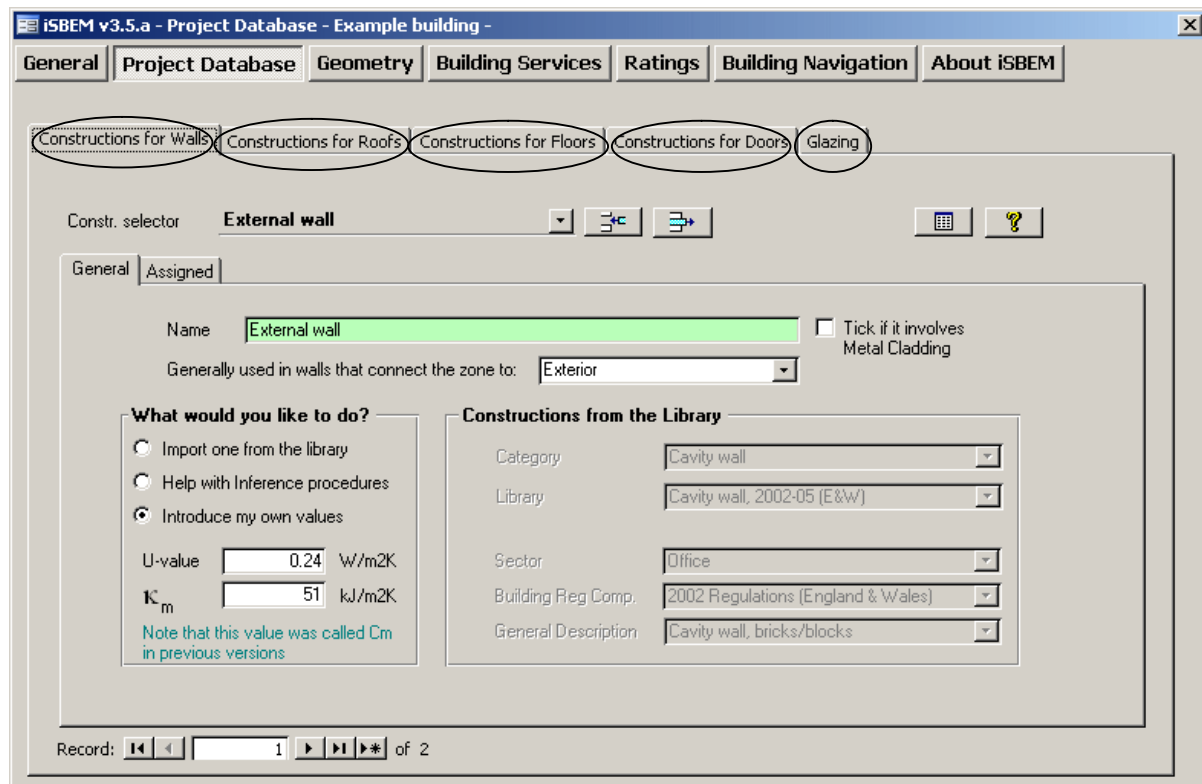 iSBEM v3.5.a - Project Database - Example building -
General Project Database Geometry Building Services Ratings Building Navigation About iSBEM
Constructions for Walls Constructions for Roofs Constructions for Floors Constructions for Doors Glazing
Constr. selector External wall
General Assigned
Name External wall Tick if it involves
Metal Cladding
Generally used in walls that connect the zone to: Exterior
What would you like to do?
Import one from the library
Help with Inference procedures
Introduce my own values
U-value 0.24 W/m2K
κm 51 kJ/m2K
Note that this value was called Cm
in previous versions
Constructions from the Library
Category Cavity wall
Library Cavity wall, 2002-05 (E&W)
Sector Office
Building Reg Comp. 2002 Regulations (England & Wales)
General Description Cavity wall, bricks/blocks
Record: 1 of 2